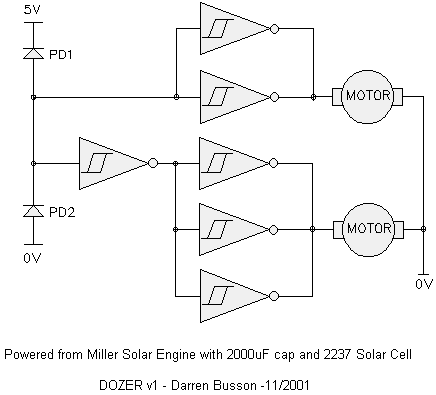 5V
PD1
MOTOR
PD2
MOTOR
0V
0V
Powered from Miller Solar Engine with 2000uF cap and 2237 Solar Cell
DOZER v1 - Darren Busson -11/2001